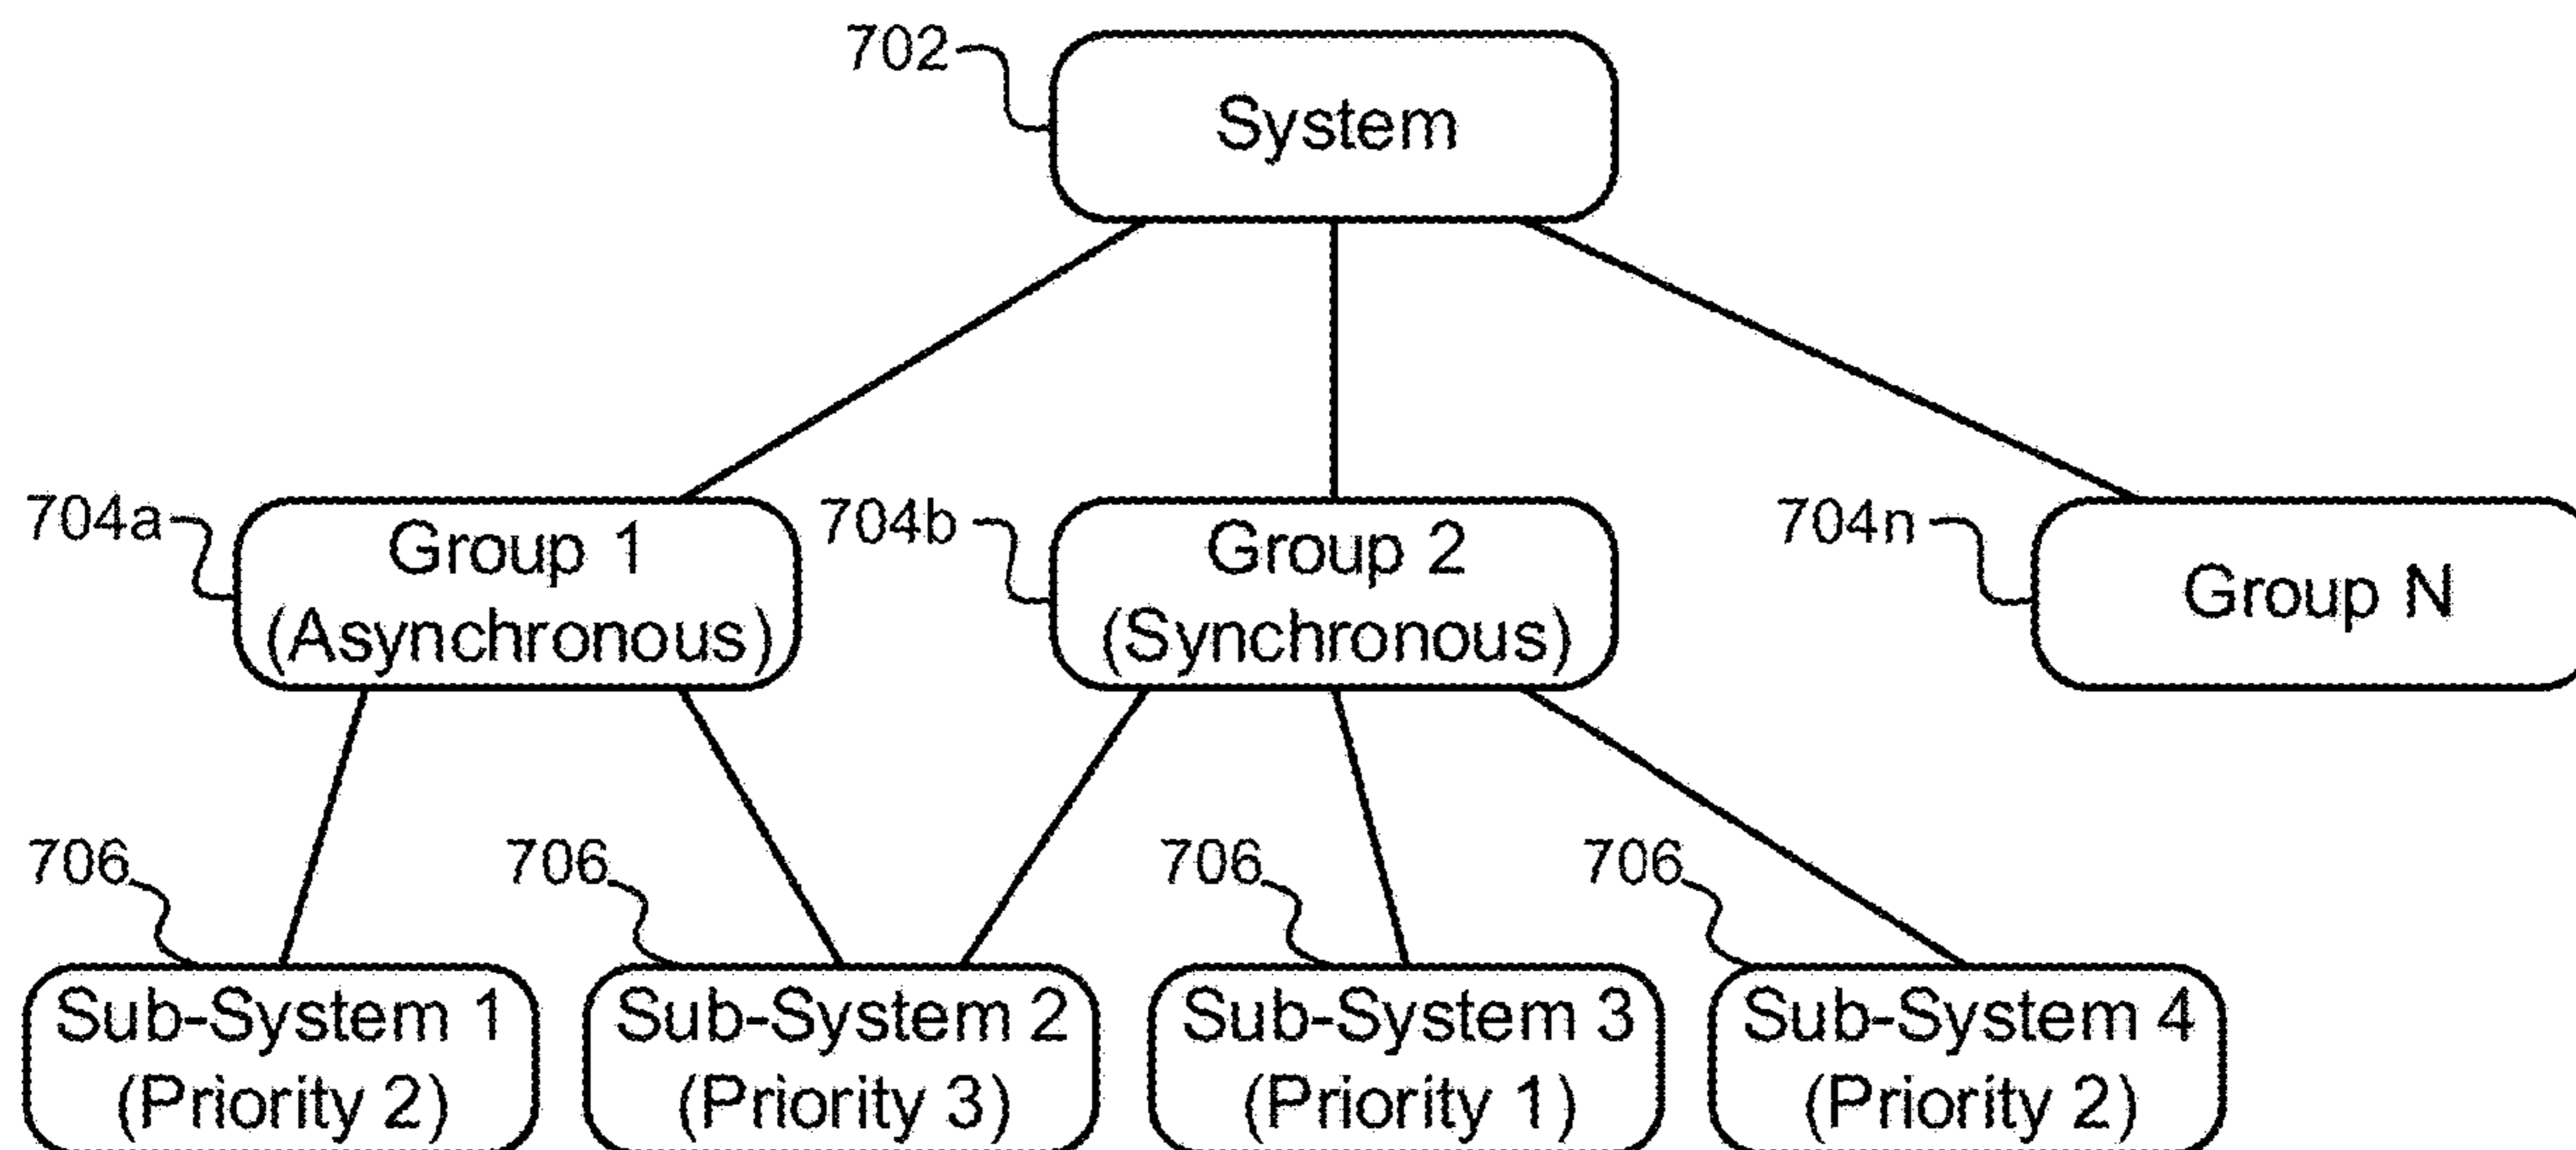 702
System
704a
Group 1
(Asynchronous)
704b
Group 2
(Synchronous)
704n
Group N
706
706
706
706
Sub-System 1
(Priority 2)
Sub-System 2
(Priority 3)
Sub-System 3
(Priority 1)
Sub-System 4
(Priority 2)